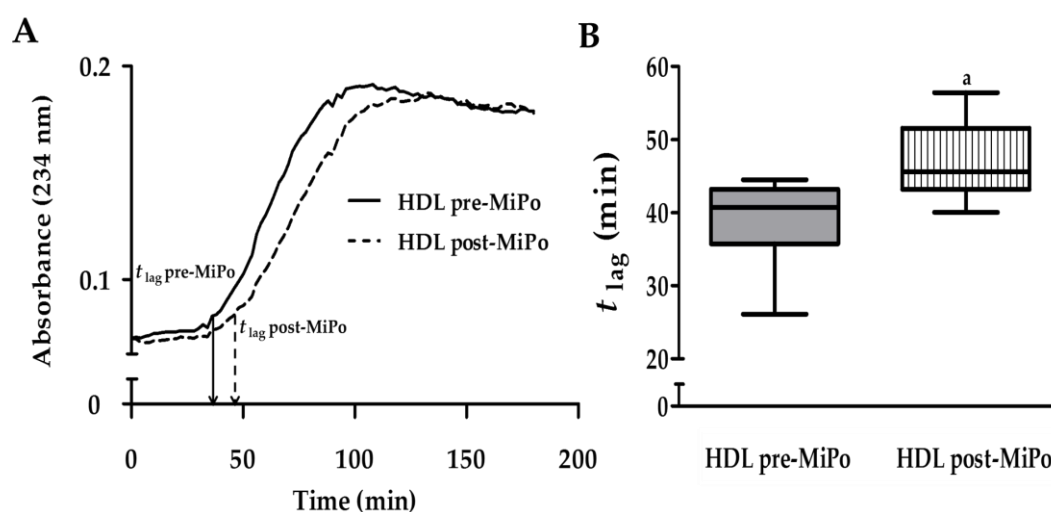 A
Absorbance (234 nm)
0.2
0.1
0
HDL pre-MiPo
HDL post-MiPo
t lag pre-MiPo
t lag post-MiPo
0 50 100 150 200
Time (min)
B
t lag (min)
60
50
40
30
20
0
a
HDL pre-MiPo HDL post-MiPo